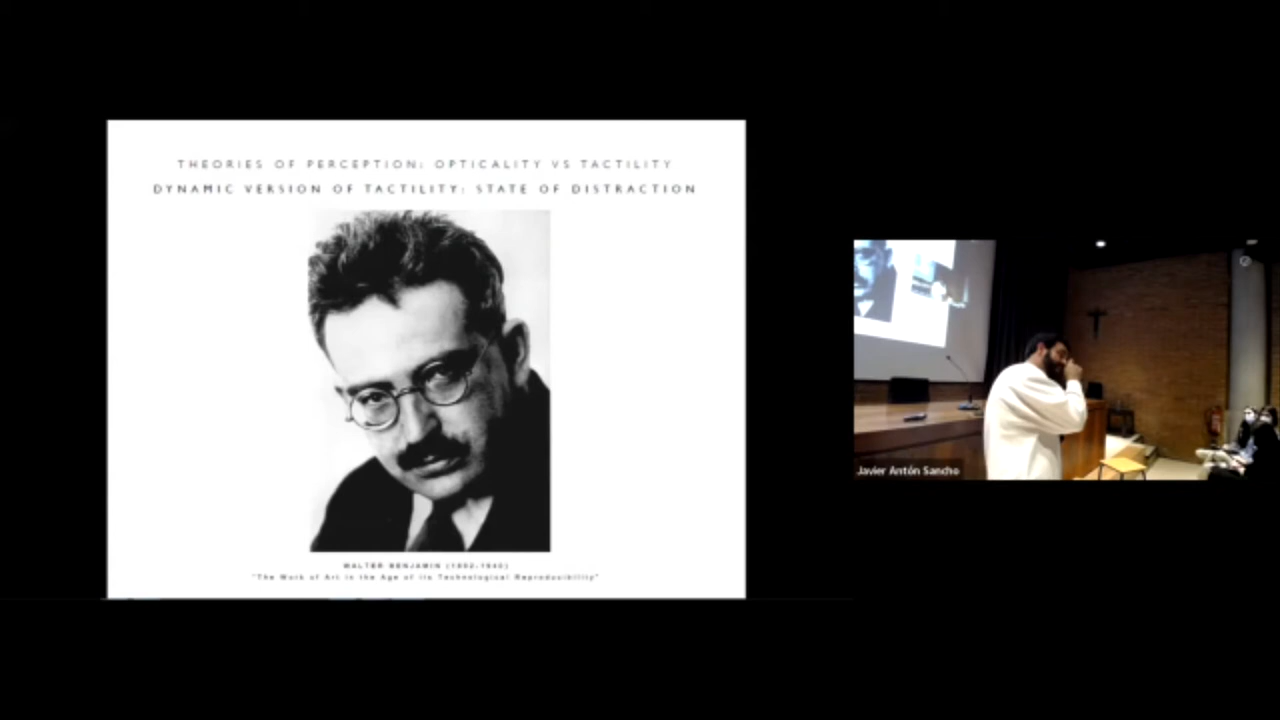 THEORIES OF PERCEPTION: OPTICALITY VS TACTILITY
DYNAMIC VERSION OF TACTILITY: STATE OF DISTRACTION
WALTER BENJAMIN (1892-1940)
"The Work of Art in the Age of its Technological Reproducibility"
Javier Antón Sancho